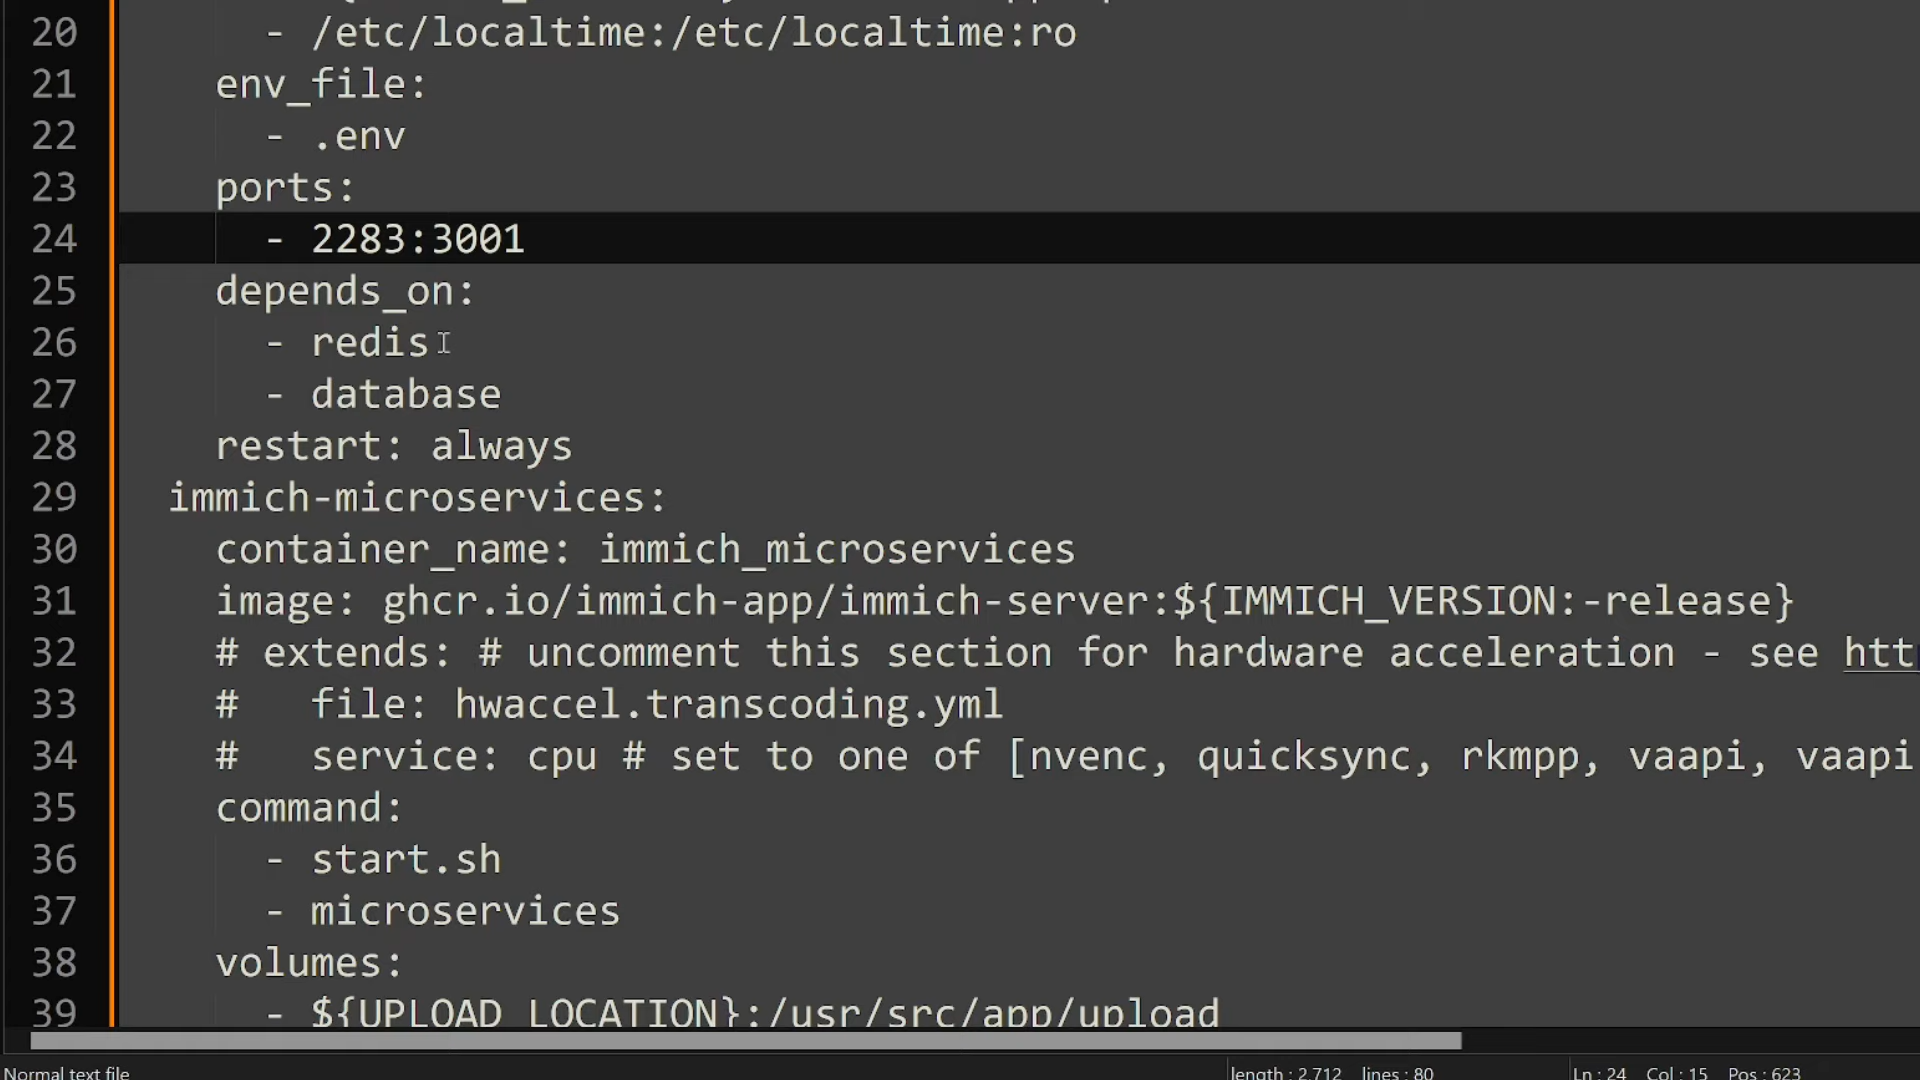 20 - /etc/localtime:/etc/localtime:ro
21 env_file:
22 - .env
23 ports:
24 - 2283:3001
25 depends_on:
26 - redis
27 - database
28 restart: always
29 immich-microservices:
30 container_name: immich_microservices
31 image: ghcr.io/immich-app/immich-server:${IMMICH_VERSION:-release}
32 # extends: # uncomment this section for hardware acceleration - see htt
33 # file: hwaccel.transcoding.yml
34 # service: cpu # set to one of [nvenc, quicksync, rkmpp, vaapi, vaapi
35 command:
36 - start.sh
37 - microservices
38 volumes:
39 - ${UPLOAD_LOCATION}:/usr/src/app/upload
Normal text file length : 2,712 lines : 80 Ln : 24 Col : 15 Pos : 623